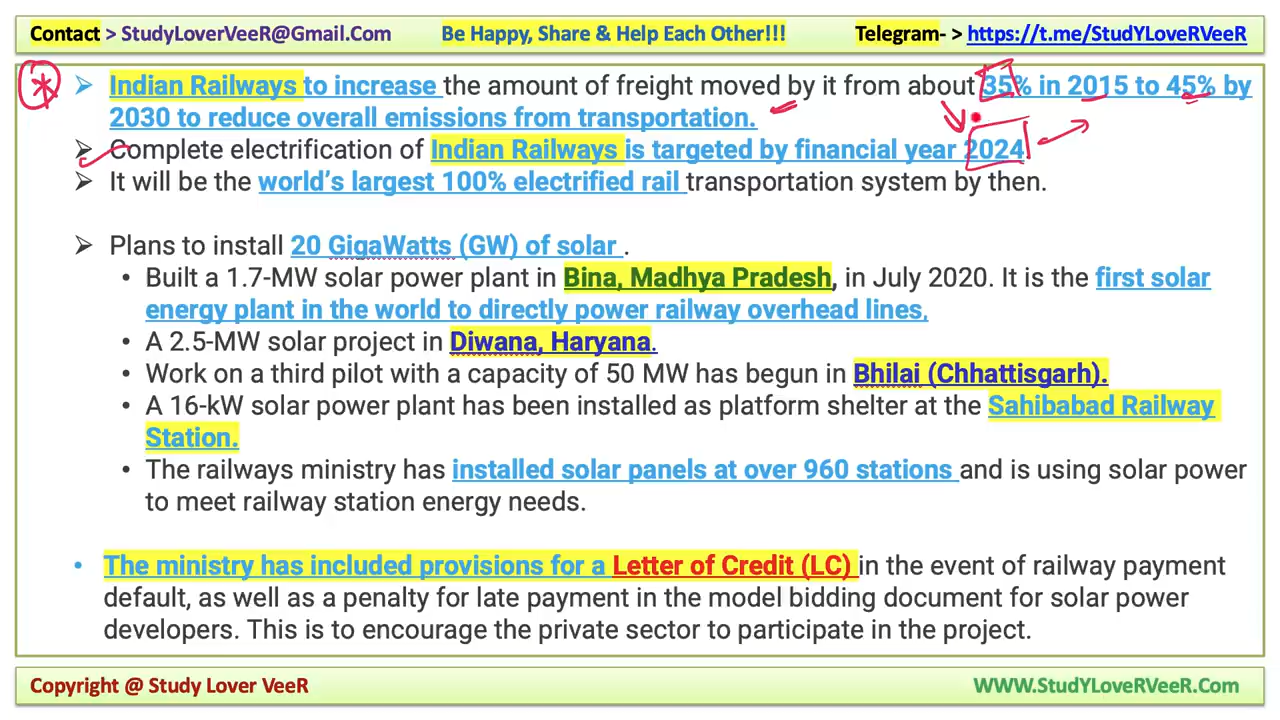 Contact > StudyLoverVeeR@Gmail.Com Be Happy, Share & Help Each Other!!! Telegram- > https://t.me/StudYLoVerVEeR
➢ Indian Railways to increase the amount of freight moved by it from about 35% in 2015 to 45% by
2030 to reduce overall emissions from transportation.
➢ Complete electrification of Indian Railways is targeted by financial year 2024.
➢ It will be the world's largest 100% electrified rail transportation system by then.
➢ Plans to install 20 GigaWatts (GW) of solar .
• Built a 1.7-MW solar power plant in Bina, Madhya Pradesh, in July 2020. It is the first solar
energy plant in the world to directly power railway overhead lines.
• A 2.5-MW solar project in Diwana, Haryana.
• Work on a third pilot with a capacity of 50 MW has begun in Bhilai (Chhattisgarh).
• A 16-kW solar power plant has been installed as platform shelter at the Sahibabad Railway
Station.
• The railways ministry has installed solar panels at over 960 stations and is using solar power
to meet railway station energy needs.
• The ministry has included provisions for a Letter of Credit (LC) in the event of railway payment
default, as well as a penalty for late payment in the model bidding document for solar power
developers. This is to encourage the private sector to participate in the project.
Copyright @ Study Lover VeeR WWW.StudYLoveRVeeR.Com